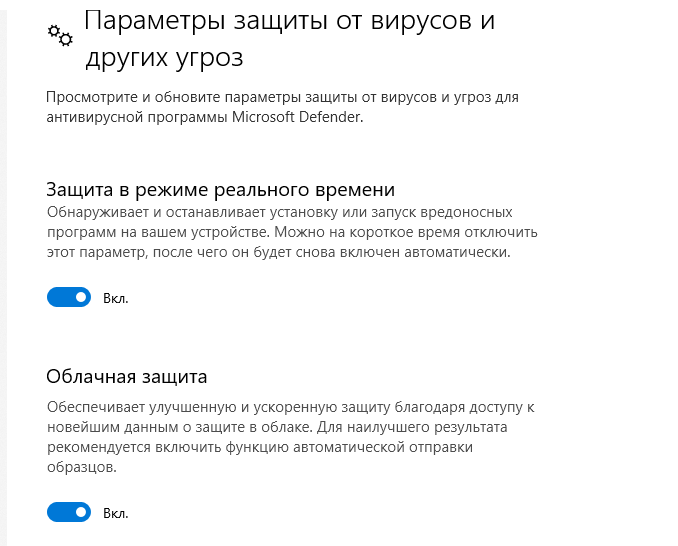 Параметры защиты от вирусов и
других угроз
Просмотрите и обновите параметры защиты от вирусов и угроз для
антивирусной программы Microsoft Defender.
Защита в режиме реального времени
Обнаруживает и останавливает установку или запуск вредоносных
программ на вашем устройстве. Можно на короткое время отключить
этот параметр, после чего он будет снова включен автоматически.
Вкл.
Облачная защита
Обеспечивает улучшенную и ускоренную защиту благодаря доступу к
новейшим данным о защите в облаке. Для наилучшего результата
рекомендуется включить функцию автоматической отправки
образцов.
Вкл.